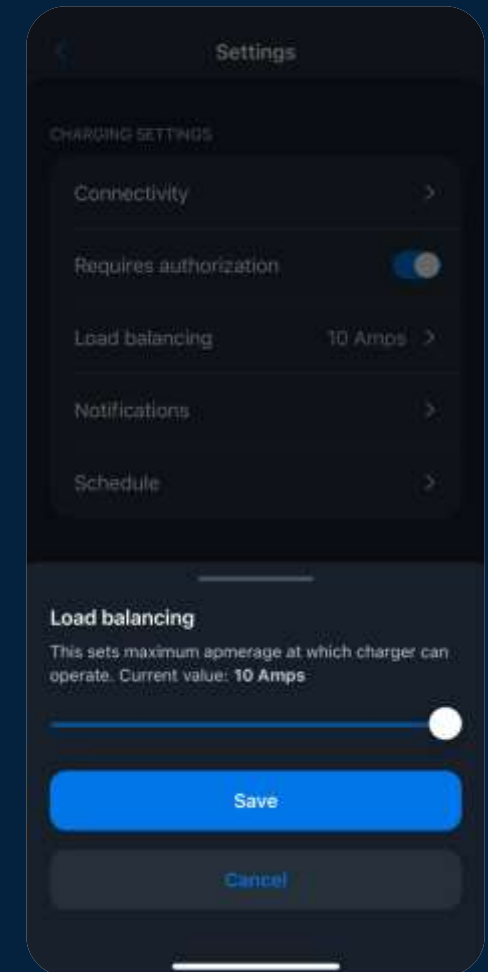 Settings
CHARGING SETTINGS
Connectivity
Requires authorization
Load balancing 10 Amps
Notifications
Schedule
Load balancing
This sets maximum apmerage at which charger can
operate. Current value: 10 Amps
Save
Cancel